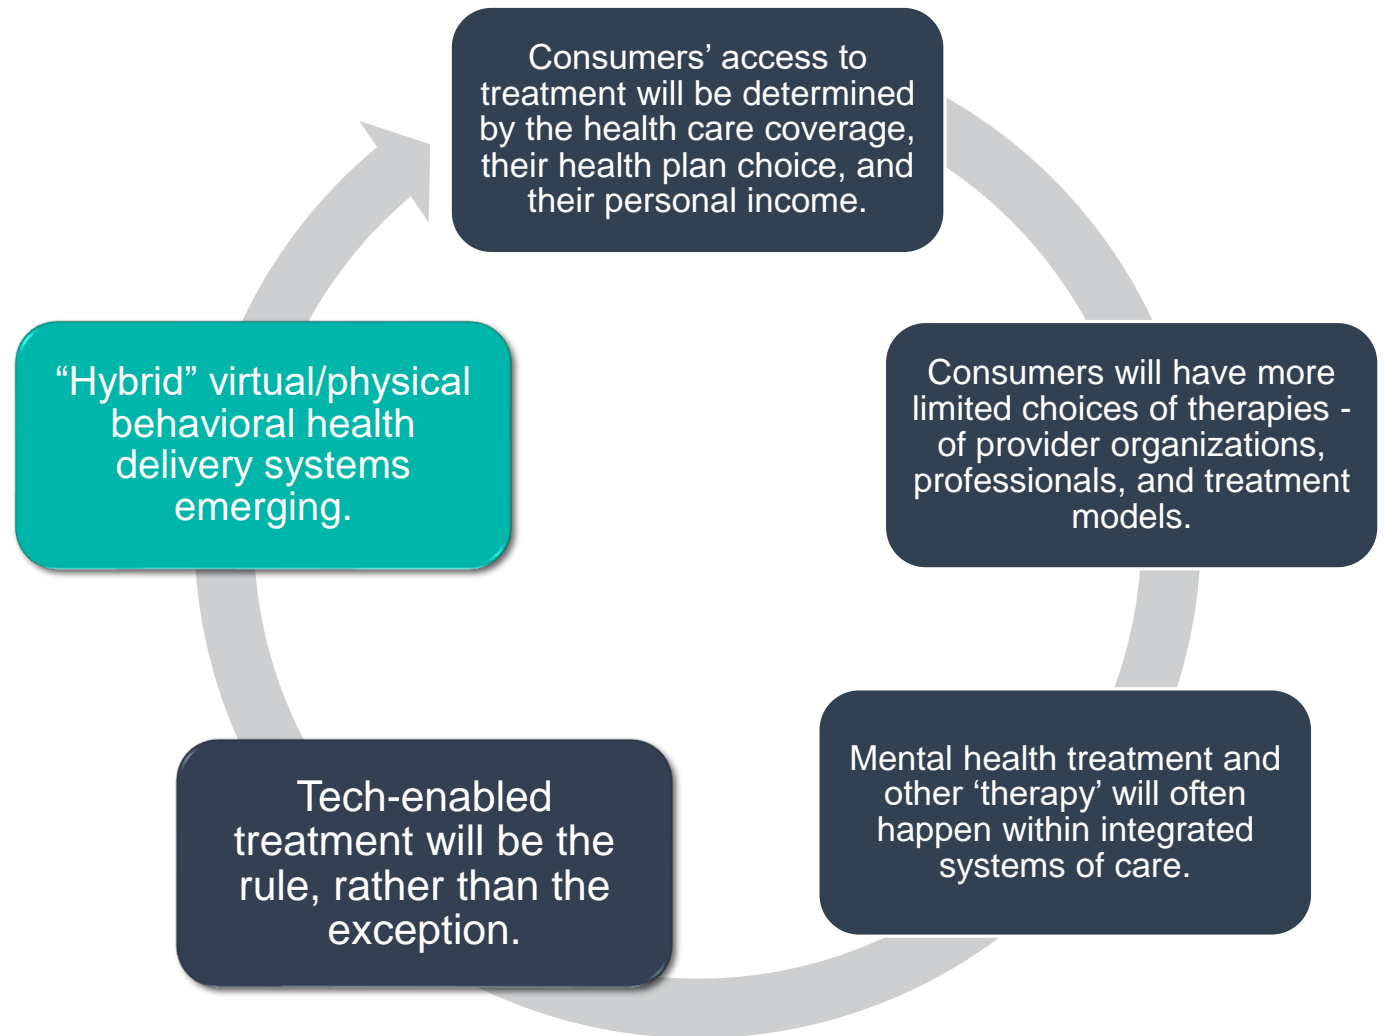 Consumers’ access to
treatment will be determined
by the health care coverage,
their health plan choice, and
their personal income.
Consumers will have more
limited choices of therapies -
of provider organizations,
professionals, and treatment
models.
Mental health treatment and
other ‘therapy’ will often
happen within integrated
systems of care.
Tech-enabled
treatment will be the
rule, rather than the
exception.
“Hybrid” virtual/physical
behavioral health
delivery systems
emerging.